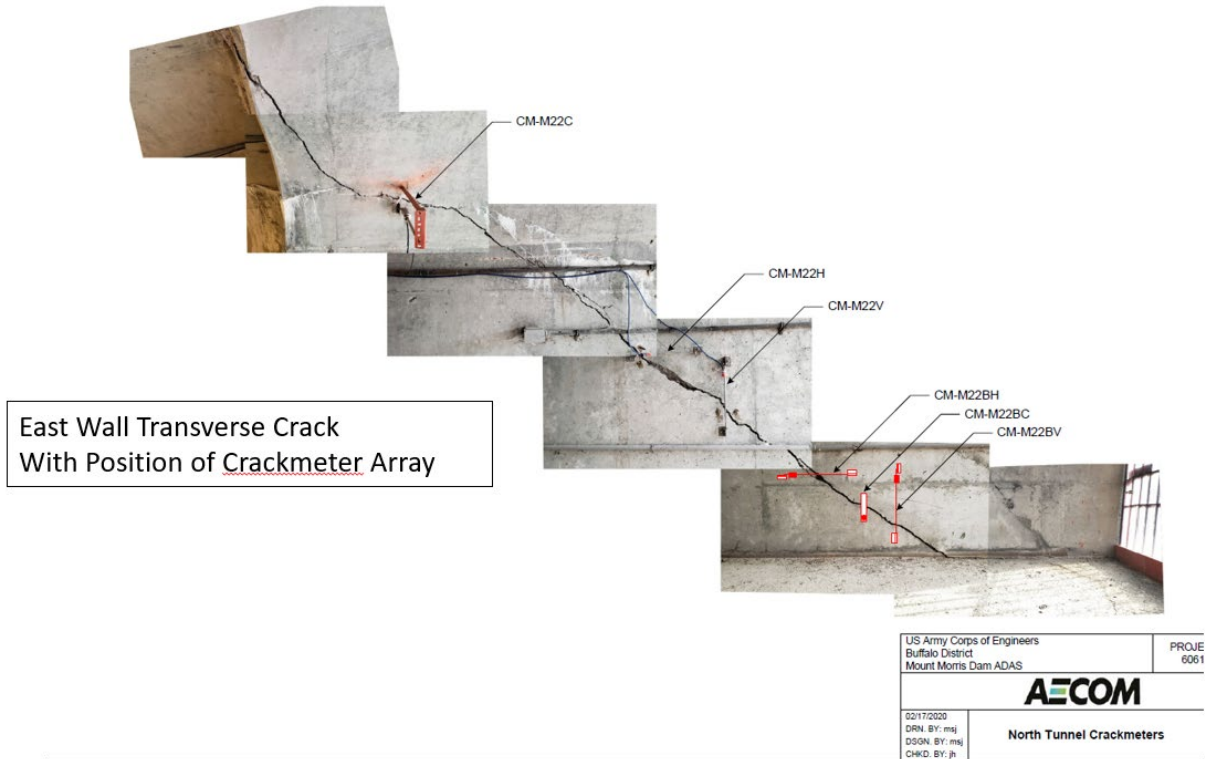 CM-M22C
CM-M22H
CM-M22V
CM-M22BH
CM-M22BC
CM-M22BV
East Wall Transverse Crack
With Position of Crackmeter Array
US Army Corps of Engineers
Buffalo District
Mount Morris Dam ADAS
PROJE
6061
AECOM
02/17/2020
DRN. BY: msj
DSGN. BY: msj
CHKD. BY: jh
North Tunnel Crackmeters